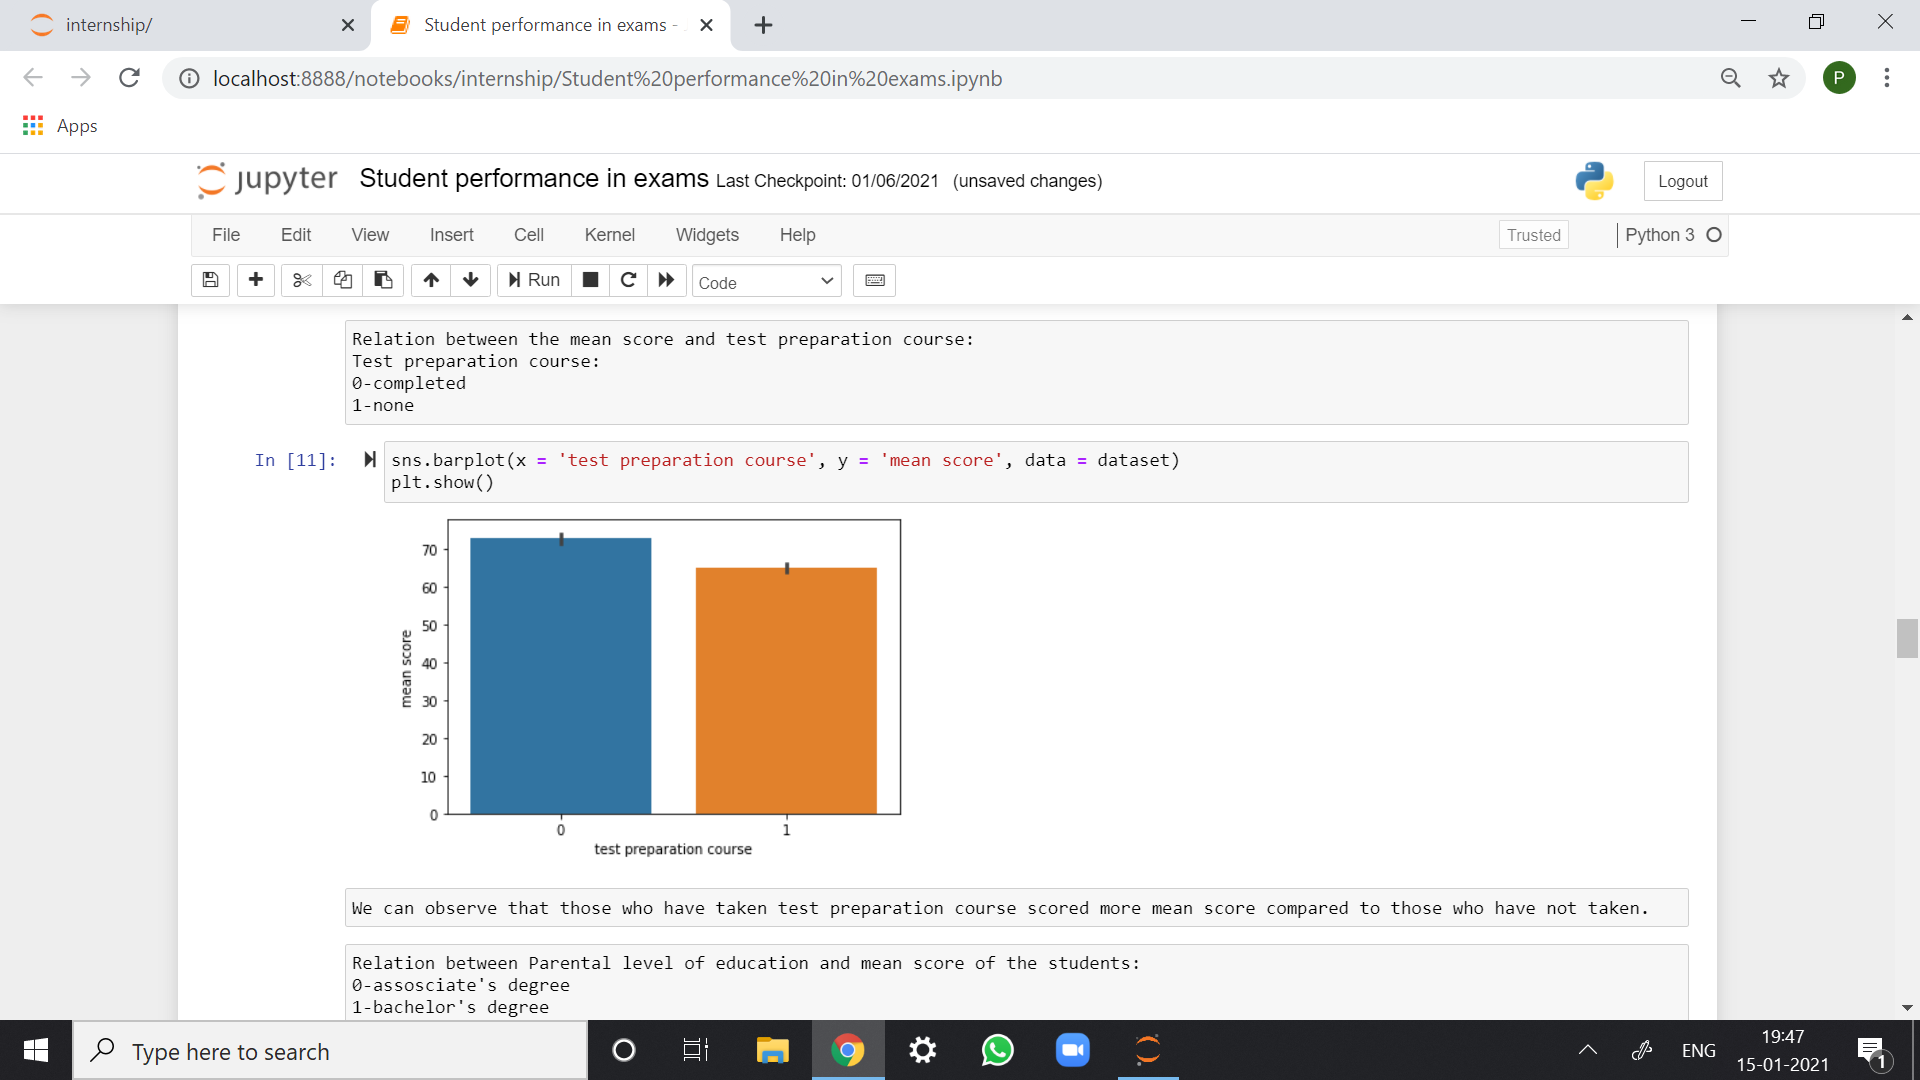 internship/
Student performance in exams -
localhost:8888/notebooks/internship/Student%20performance%20in%20exams.ipynb
P
Apps
jupyter Student performance in exams Last Checkpoint: 01/06/2021 (unsaved changes)
Logout
File Edit View Insert Cell Kernel Widgets Help
Trusted
Python 3
Run
Code
Relation between the mean score and test preparation course:
Test preparation course:
0-completed
1-none
In [11]:
sns.barplot(x = 'test preparation course', y = 'mean score', data = dataset)
plt.show()
70
60
50
40
30
20
10
0
mean score
0 1
test preparation course
We can observe that those who have taken test preparation course scored more mean score compared to those who have not taken.
Relation between Parental level of education and mean score of the students:
0-assosciate's degree
1-bachelor's degree
Type here to search
ENG
19:47
15-01-2021
1